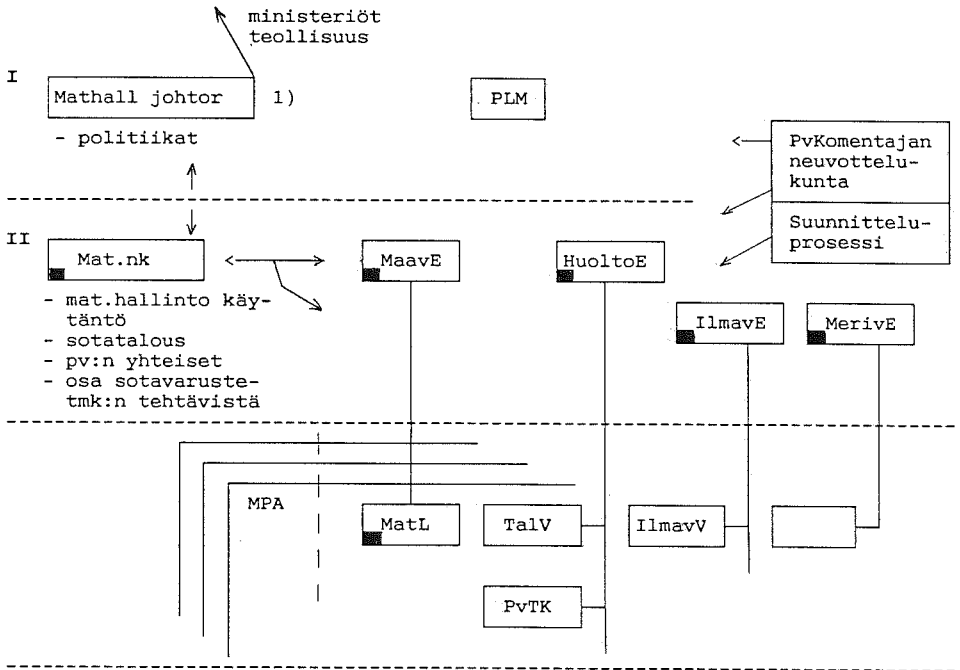 ministeriöt
teollisuus
I
Mathall johtor 1)
PLM
- politiikat
PvKomentajan
neuvottelu-
kunta
Suunnittelu-
prosessi
II
Mat.nk
MaavE
HuoltoE
- mat.hallinto käy-
täntö
- sotatalous
- pv:n yhteiset
- osa sotavaruste-
tmk:n tehtävistä
IlmavE
MerivE
MPA
MatL
TalV
IlmavV
PvTK